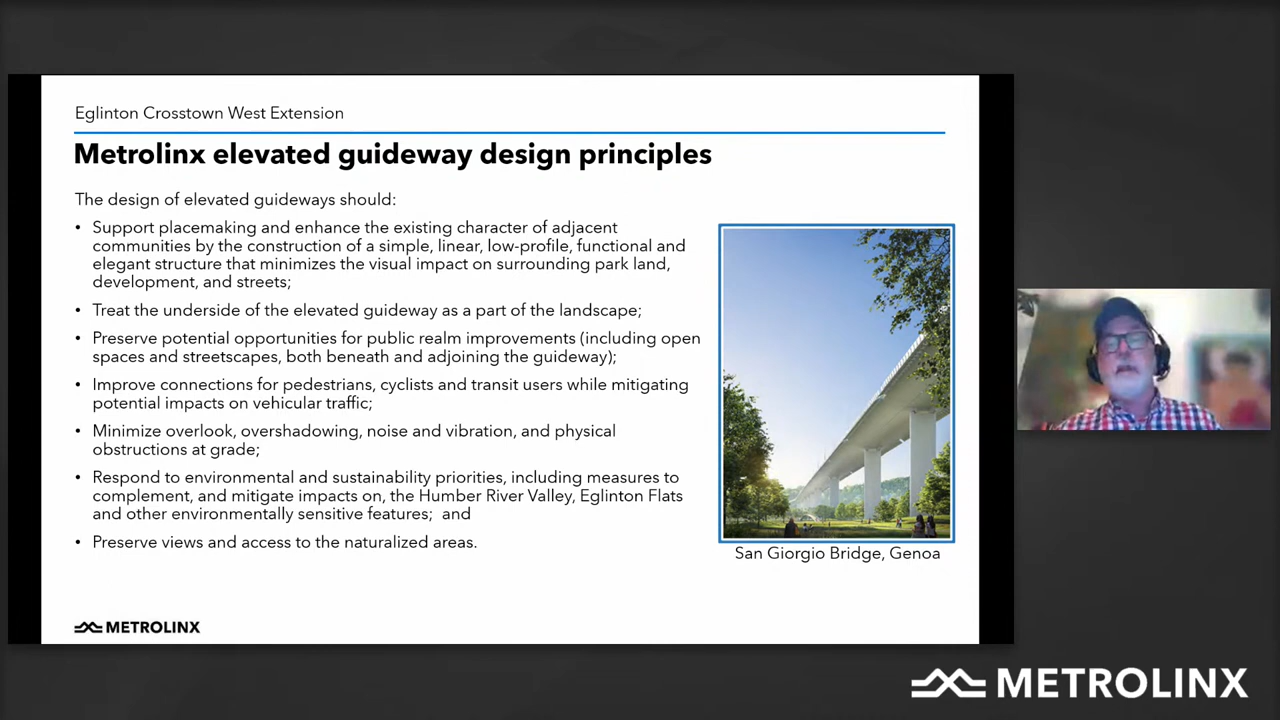 Eglinton Crosstown West Extension
Metrolinx elevated guideway design principles
The design of elevated guideways should:
• Support placemaking and enhance the existing character of adjacent
communities by the construction of a simple, linear, low-profile, functional and
elegant structure that minimizes the visual impact on surrounding park land,
development, and streets;
• Treat the underside of the elevated guideway as a part of the landscape;
• Preserve potential opportunities for public realm improvements (including open
spaces and streetscapes, both beneath and adjoining the guideway);
• Improve connections for pedestrians, cyclists and transit users while mitigating
potential impacts on vehicular traffic;
• Minimize overlook, overshadowing, noise and vibration, and physical
obstructions at grade;
• Respond to environmental and sustainability priorities, including measures to
complement, and mitigate impacts on, the Humber River Valley, Eglinton Flats
and other environmentally sensitive features; and
• Preserve views and access to the naturalized areas.
San Giorgio Bridge, Genoa
METROLINX
METROLINX